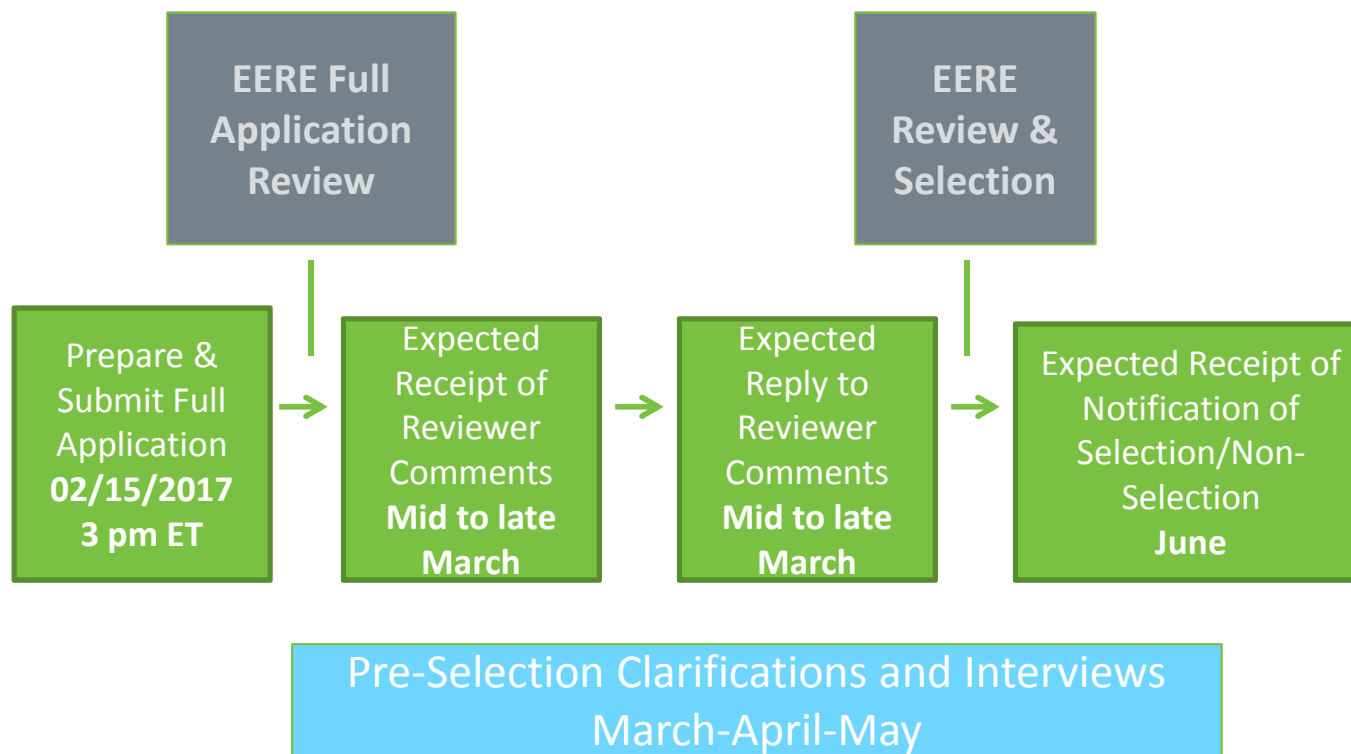 EERE Full
Application
Review
EERE
Review &
Selection
Prepare &
Submit Full
Application
02/15/2017
3 pm ET
Expected
Receipt of
Reviewer
Comments
Mid to late
March
Expected
Reply to
Reviewer
Comments
Mid to late
March
Expected Receipt of
Notification of
Selection/Non-
Selection
June
Pre-Selection Clarifications and Interviews
March-April-May